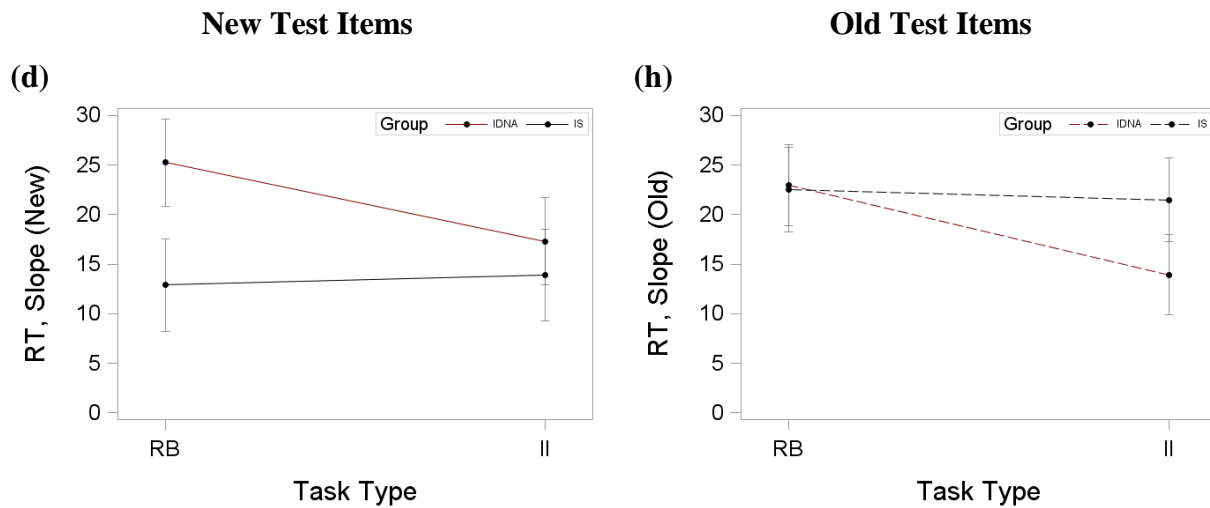 New Test Items
(d)
Group IDNA IS
RT, Slope (New)
30
25
20
15
10
5
0
RB II
Task Type
Old Test Items
(h)
Group IDNA IS
RT, Slope (Old)
30
25
20
15
10
5
0
RB II
Task Type